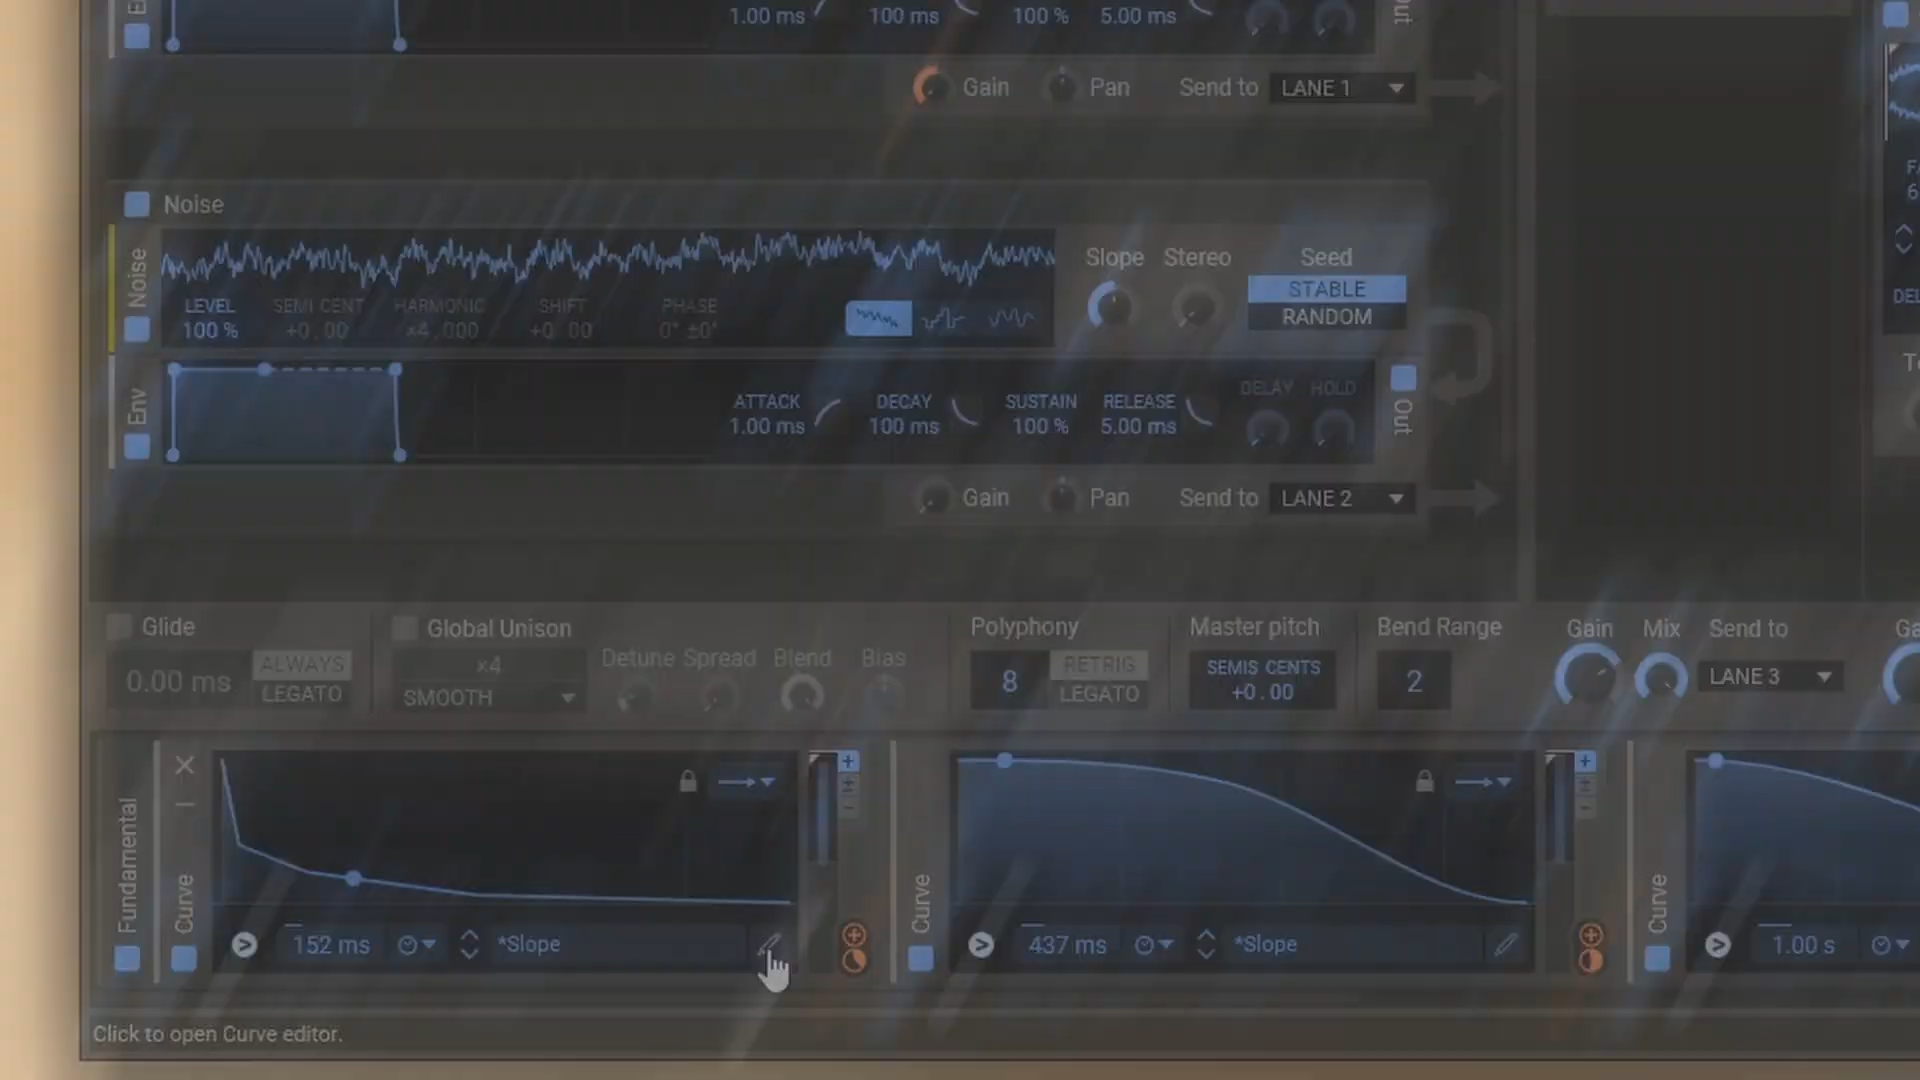 1.00 ms 100 ms 100 % 5.00 ms
Gain Pan Send to LANE 1
Noise
Noise
LEVEL SEMI CENT HARMONIC SHIFT PHASE
100 % +0.00 ×4.000 +0.00 0° ±0°
Slope Stereo Seed
STABLE
RANDOM
Env
ATTACK DECAY SUSTAIN RELEASE DELAY HOLD
1.00 ms 100 ms 100 % 5.00 ms
Out
Gain Pan Send to LANE 2
Glide
0.00 ms ALWAYS
LEGATO
Global Unison
×4
SMOOTH
Detune Spread Blend Bias
Polyphony
8 RETRIG
LEGATO
Master pitch
SEMIS CENTS
+0.00
Bend Range
2
Gain Mix Send to
LANE 3
Fundamental
Curve
152 ms *Slope
Curve
437 ms *Slope
Curve
1.00 s
Click to open Curve editor.